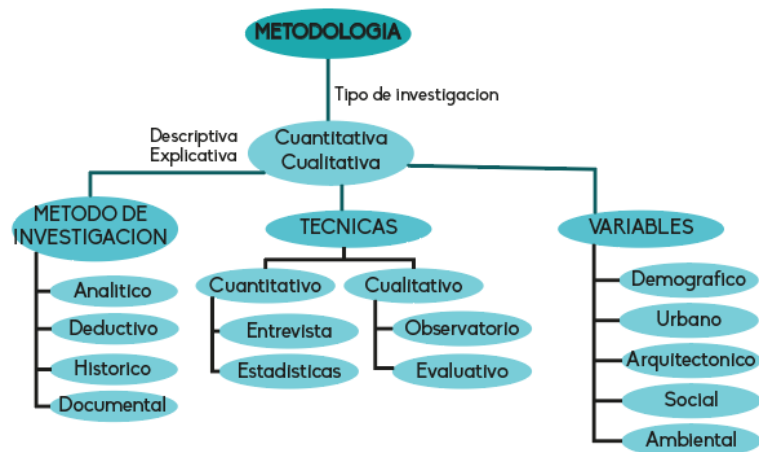 METODOLOGIA
Tipo de investigacion
Descriptiva
Explicativa
Cuantitativa
Cualitativa
METODO DE
INVESTIGACION
Analitico
Deductivo
Historico
Documental
TECNICAS
Cuantitativo
Entrevista
Estadisticas
Cualitativo
Observatorio
Evaluativo
VARIABLES
Demografico
Urbano
Arquitectonico
Social
Ambiental